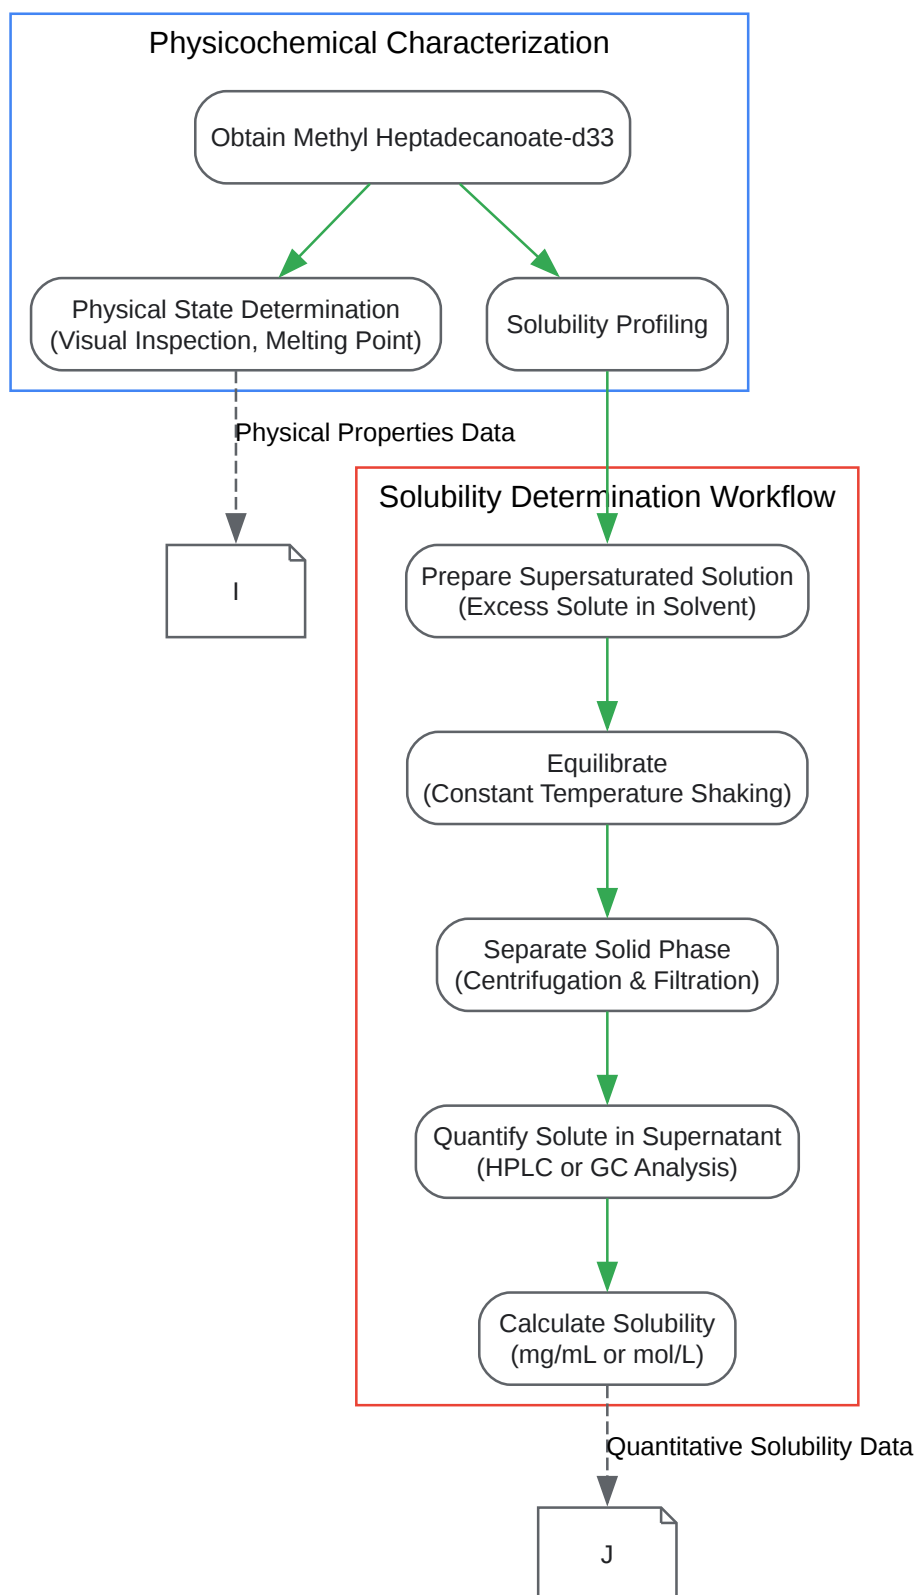 Physicochemical Characterization
Obtain Methyl Heptadecanoate-d33
Physical State Determination
(Visual Inspection, Melting Point)
Solubility Profiling
Physical Properties Data
I
Solubility Determination Workflow
Prepare Supersaturated Solution
(Excess Solute in Solvent)
Equilibrate
(Constant Temperature Shaking)
Separate Solid Phase
(Centrifugation & Filtration)
Quantify Solute in Supernatant
(HPLC or GC Analysis)
Calculate Solubility
(mg/mL or mol/L)
Quantitative Solubility Data
J